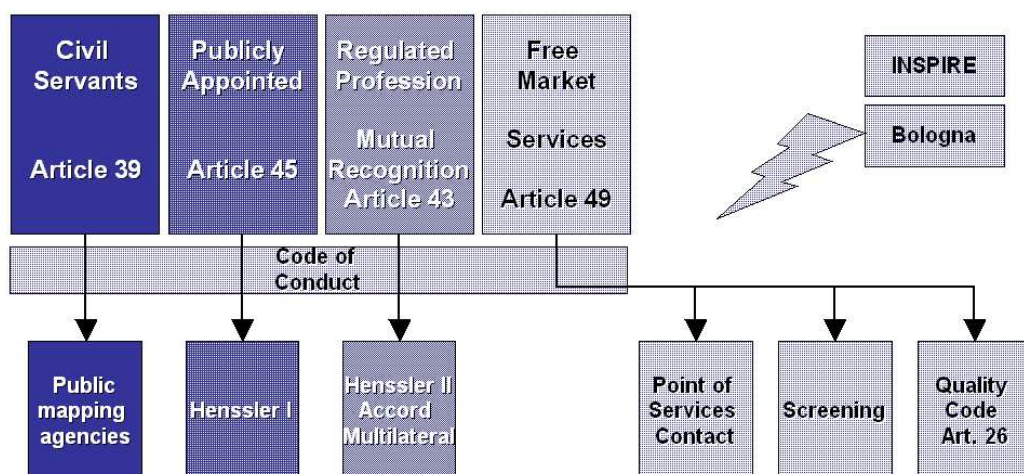 Civil
Servants
Article 39
Publicly
Appointed
Article 45
Regulated
Profession
Mutual
Recognition
Article 43
Free
Market
Services
Article 49
INSPIRE
Bologna
Code of
Conduct
Public
mapping
agencies
Henssler I
Henssler II
Accord
Multilateral
Point of
Services
Contact
Screening
Quality
Code
Art. 26